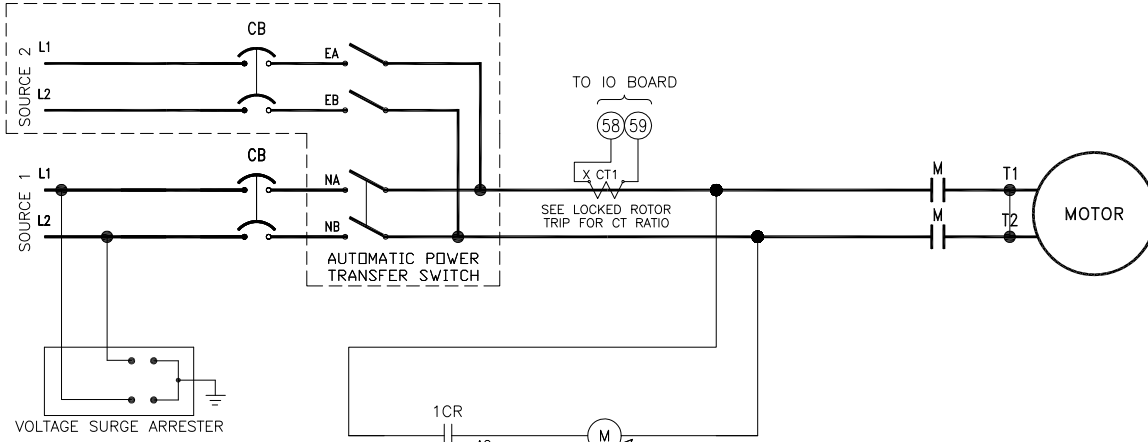 SOURCE 2
L1
L2
CB
EA
EB
TO IO BOARD
58 59
SOURCE 1
L1
L2
CB
NA
NB
AUTOMATIC POWER
TRANSFER SWITCH
X CT1
SEE LOCKED ROTOR
TRIP FOR CT RATIO
M
M
T1
T2
MOTOR
VOLTAGE SURGE ARRESTER
1CR
M